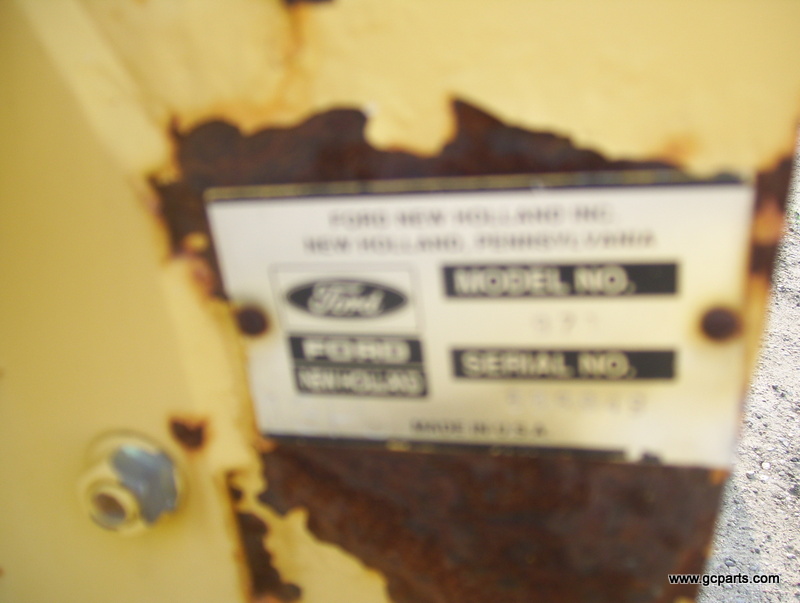 FORD NEW HOLLAND INC.
NEW HOLLAND, PENNSYLVANIA
Ford
FORD
NEW HOLLAND
MODEL NO.
SERIAL NO.
MADE IN U.S.A.
www.gcparts.com